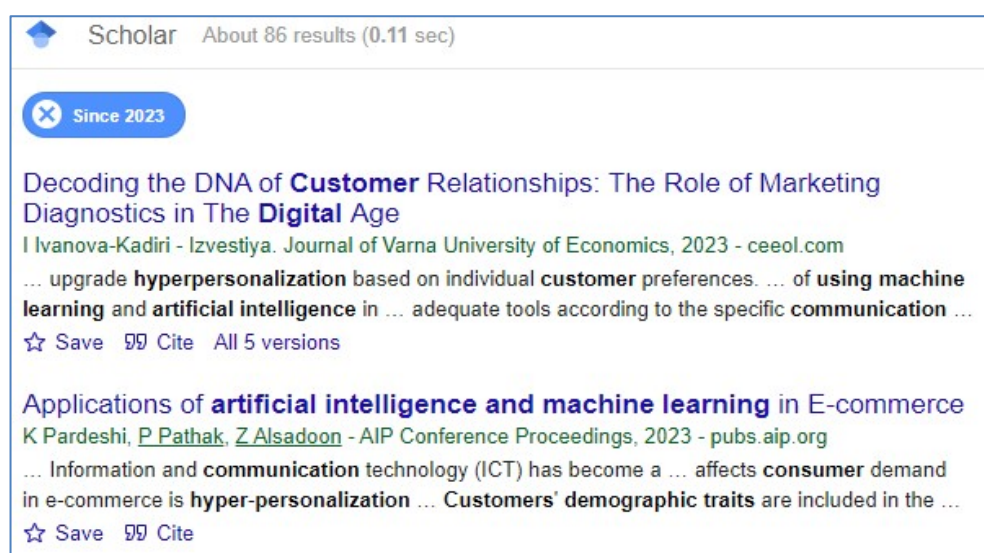 Scholar About 86 results (0.11 sec)
Since 2023
Decoding the DNA of Customer Relationships: The Role of Marketing
Diagnostics in The Digital Age
I Ivanova-Kadiri - Izvestiya. Journal of Varna University of Economics, 2023 - ceeol.com
... upgrade hyperpersonalization based on individual customer preferences. ... of using machine
learning and artificial intelligence in ... adequate tools according to the specific communication ...
Save Cite All 5 versions
Applications of artificial intelligence and machine learning in E-commerce
K Pardeshi, P Pathak, Z Alsadoon - AIP Conference Proceedings, 2023 - pubs.aip.org
... Information and communication technology (ICT) has become a ... affects consumer demand
in e-commerce is hyper-personalization ... Customers' demographic traits are included in the ...
Save Cite